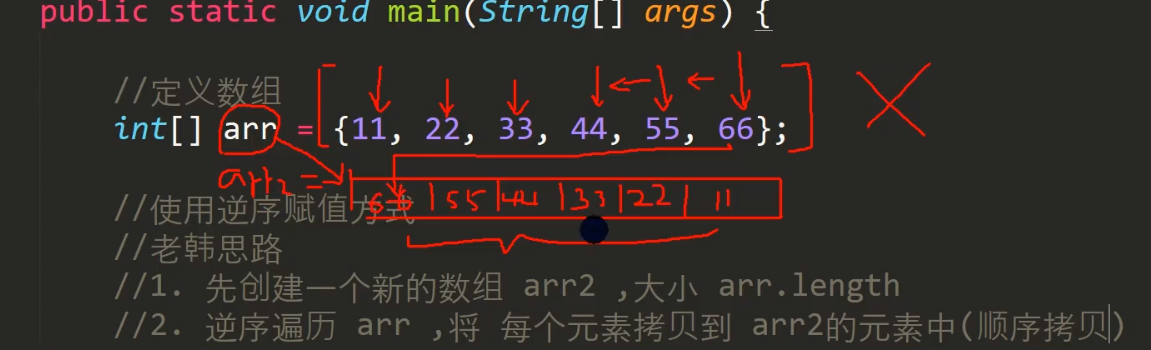 public static void main(String[] args) {
//定义数组
int[] arr = {11, 22, 33, 44, 55, 66};
arr2 =
66 | 55 | 44 | 33 | 22 | 11
//使用逆序赋值方式
//老韩思路
//1. 先创建一个新的数组 arr2 ,大小 arr.length
//2. 逆序遍历 arr ,将 每个元素拷贝到 arr2的元素中(顺序拷贝)